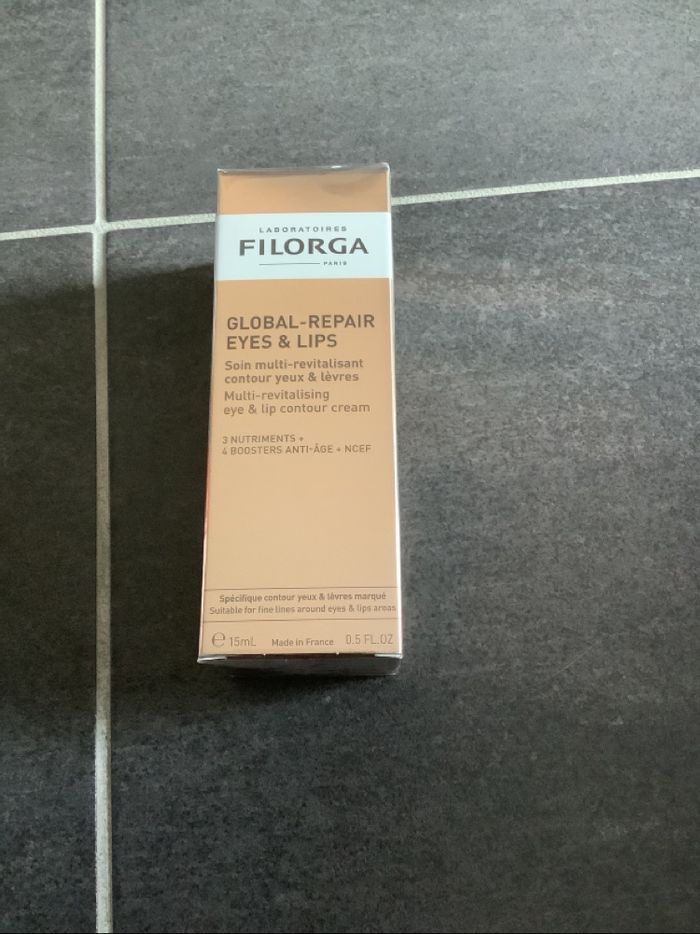 LABORATOIRES
FILORGA
PARIS
GLOBAL-REPAIR
EYES & LIPS
Soin multi-revitalisant
contour yeux & lèvres
Multi-revitalising
eye & lip contour cream
3 NUTRIMENTS +
4 BOOSTERS ANTI-ÂGE + NCEF
Spécifique contour yeux & lèvres marqué
Suitable for fine lines around eyes & lips areas
℮ 15mL Made in France 0.5 FL.OZ